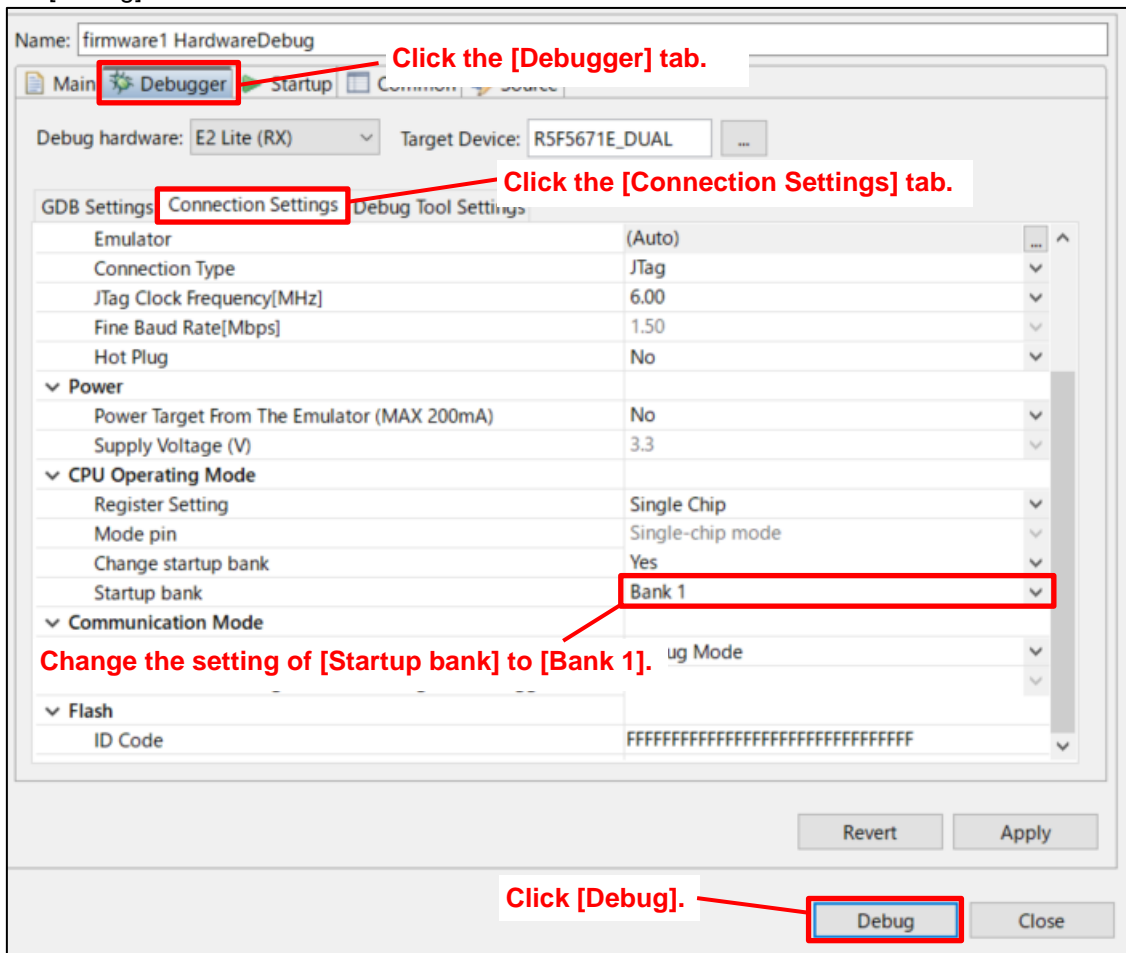 Name: firmware1 HardwareDebug
Click the [Debugger] tab.
Main Debugger Startup Common Source
Debug hardware: E2 Lite (RX) Target Device: R5F5671E_DUAL ...
Click the [Connection Settings] tab.
GDB Settings Connection Settings Debug Tool Settings
Emulator (Auto) ...
Connection Type JTag
JTag Clock Frequency[MHz] 6.00
Fine Baud Rate[Mbps] 1.50
Hot Plug No
Power
Power Target From The Emulator (MAX 200mA) No
Supply Voltage (V) 3.3
CPU Operating Mode
Register Setting Single Chip
Mode pin Single-chip mode
Change startup bank Yes
Startup bank Bank 1
Communication Mode
Change the setting of [Startup bank] to [Bank 1]. ug Mode
Flash
ID Code FFFFFFFFFFFFFFFFFFFFFFFFFFFFFFFF
Revert Apply
Click [Debug].
Debug Close